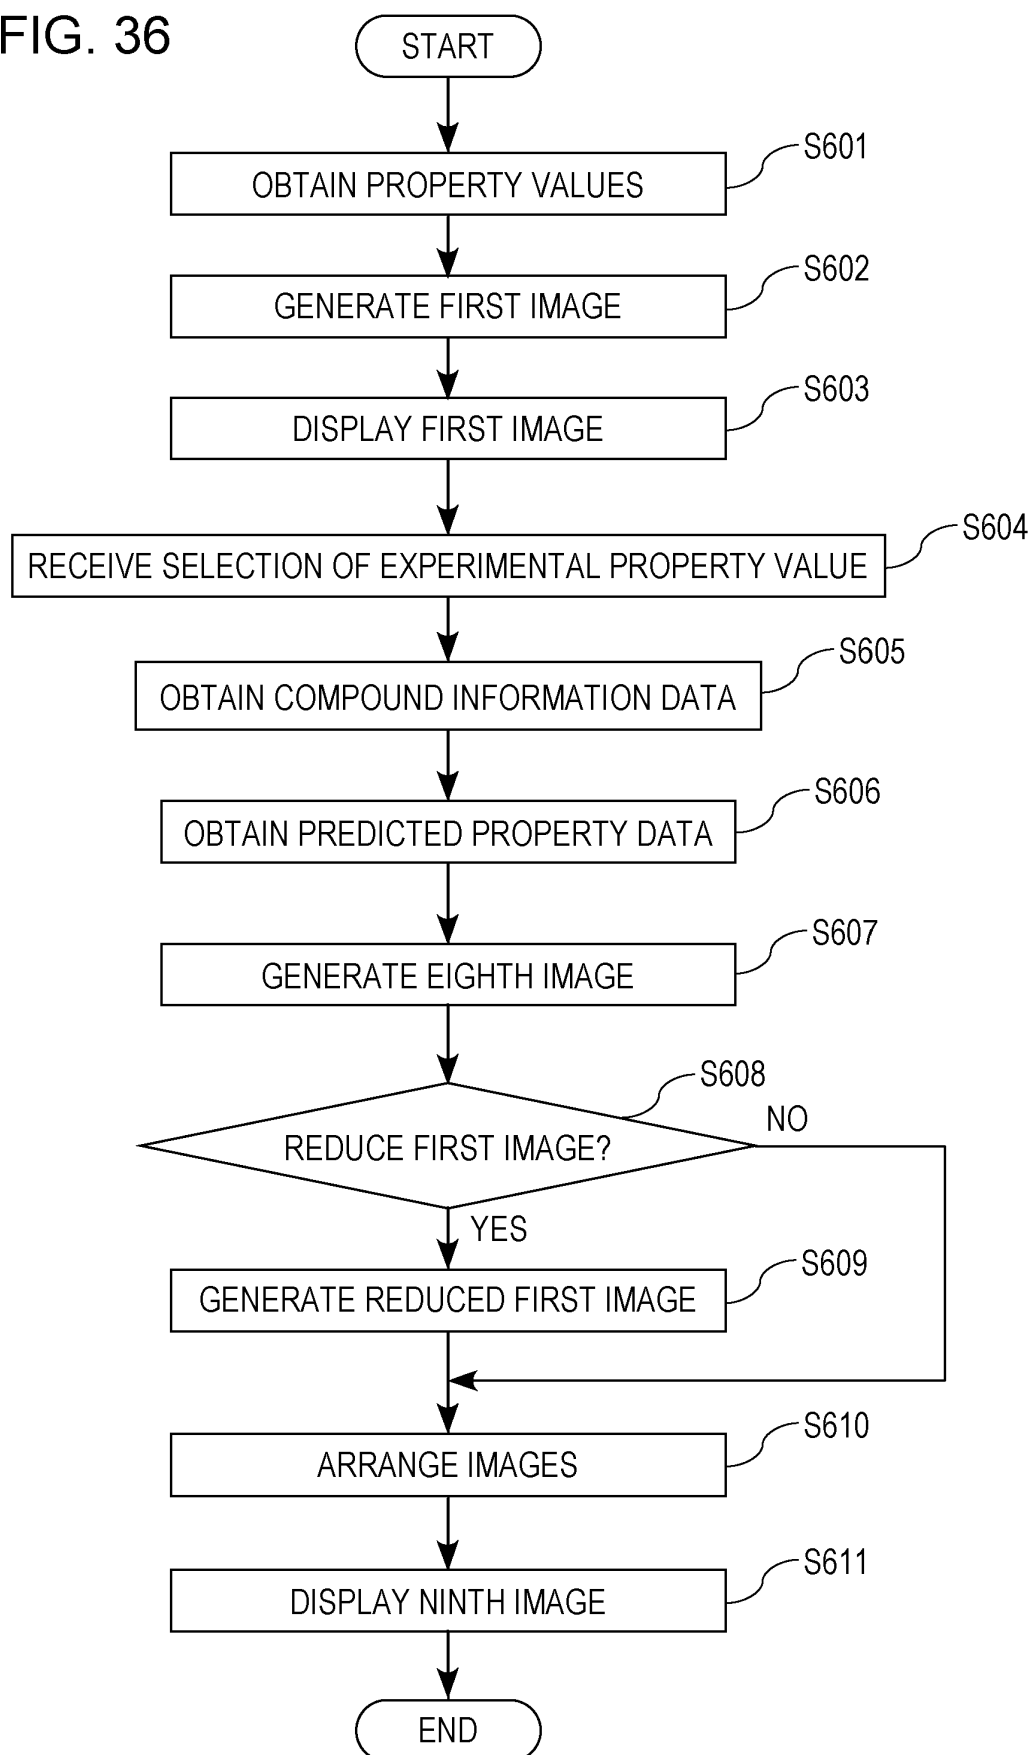 FIG. 36
START
S601
OBTAIN PROPERTY VALUES
S602
GENERATE FIRST IMAGE
S603
DISPLAY FIRST IMAGE
S604
RECEIVE SELECTION OF EXPERIMENTAL PROPERTY VALUE
S605
OBTAIN COMPOUND INFORMATION DATA
S606
OBTAIN PREDICTED PROPERTY DATA
S607
GENERATE EIGHTH IMAGE
S608
NO
REDUCE FIRST IMAGE?
YES
S609
GENERATE REDUCED FIRST IMAGE
S610
ARRANGE IMAGES
S611
DISPLAY NINTH IMAGE
END